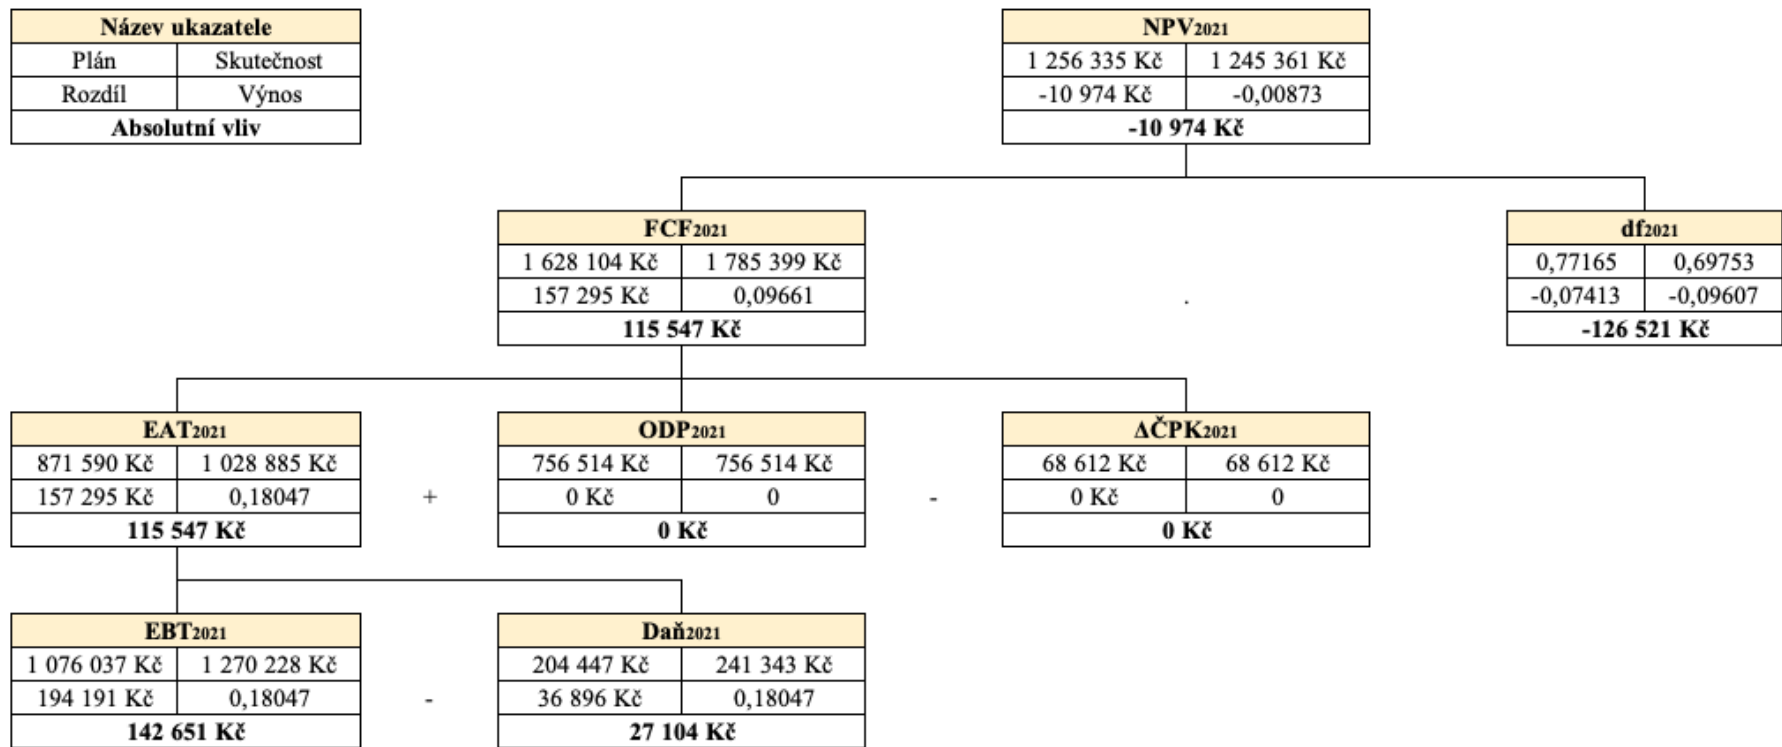 Název ukazatele
Plán Skutečnost
Rozdíl Výnos
Absolutní vliv
NPV2021
1 256 335 Kč 1 245 361 Kč
-10 974 Kč -0,00873
-10 974 Kč
FCF2021
1 628 104 Kč 1 785 399 Kč
157 295 Kč 0,09661
115 547 Kč
.
df2021
0,77165 0,69753
-0,07413 -0,09607
-126 521 Kč
EAT2021
871 590 Kč 1 028 885 Kč
157 295 Kč 0,18047
115 547 Kč
+
ODP2021
756 514 Kč 756 514 Kč
0 Kč 0
0 Kč
-
ΔČPK2021
68 612 Kč 68 612 Kč
0 Kč 0
0 Kč
EBT2021
1 076 037 Kč 1 270 228 Kč
194 191 Kč 0,18047
142 651 Kč
-
Daň2021
204 447 Kč 241 343 Kč
36 896 Kč 0,18047
27 104 Kč